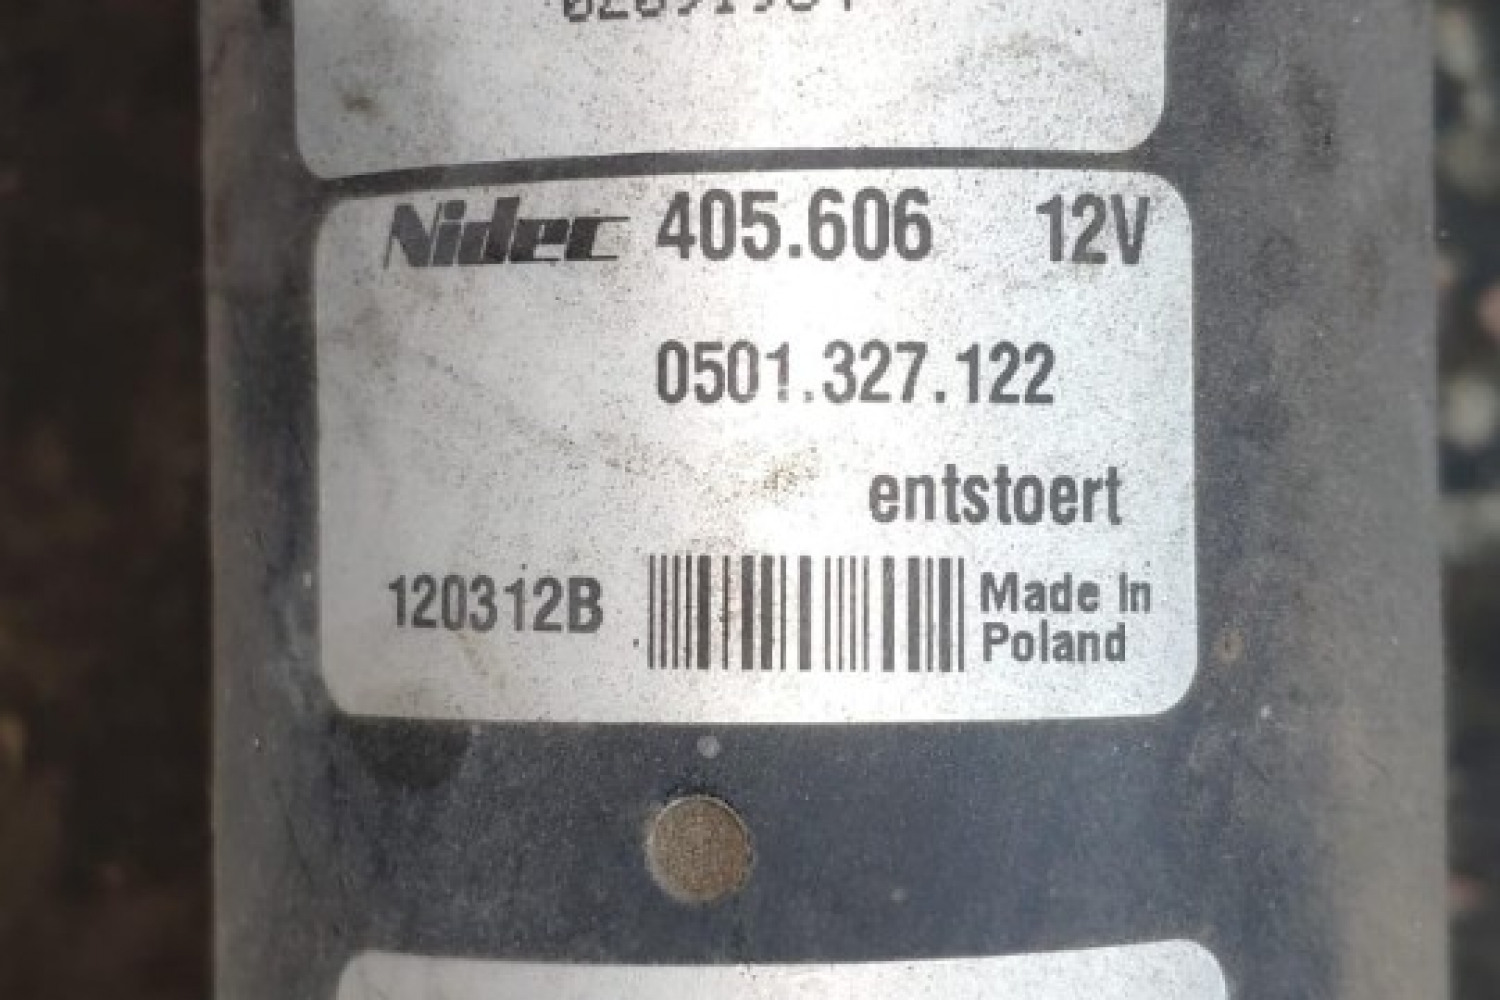 Nidec 405.606 12V
0501.327.122
entstoert
120312B Made In
Poland